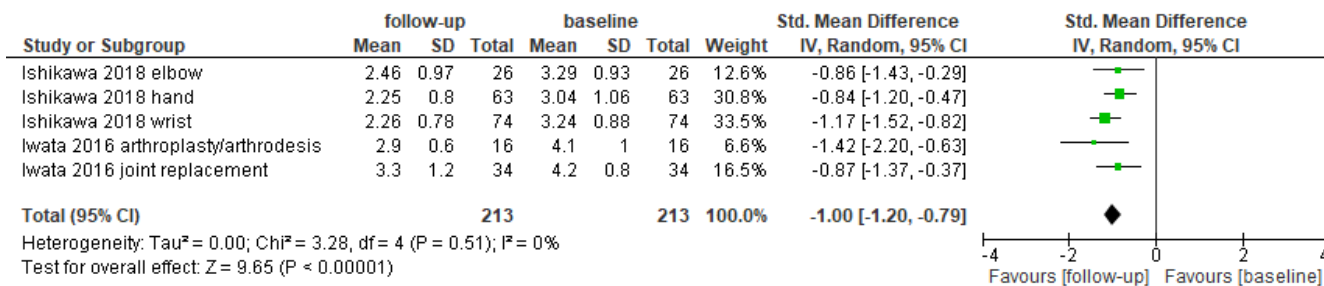 follow-up baseline Std. Mean Difference Std. Mean Difference
Study or Subgroup Mean SD Total Mean SD Total Weight IV, Random, 95% CI IV, Random, 95% CI
Ishikawa 2018 elbow 2.46 0.97 26 3.29 0.93 26 12.6% -0.86 [-1.43, -0.29]
Ishikawa 2018 hand 2.25 0.8 63 3.04 1.06 63 30.8% -0.84 [-1.20, -0.47]
Ishikawa 2018 wrist 2.26 0.78 74 3.24 0.88 74 33.5% -1.17 [-1.52, -0.82]
Iwata 2016 arthroplasty/arthrodesis 2.9 0.6 16 4.1 1 16 6.6% -1.42 [-2.20, -0.63]
Iwata 2016 joint replacement 3.3 1.2 34 4.2 0.8 34 16.5% -0.87 [-1.37, -0.37]
Total (95% CI) 213 213 100.0% -1.00 [-1.20, -0.79]
Heterogeneity: Tau² = 0.00; Chi² = 3.28, df = 4 (P = 0.51); I² = 0%
Test for overall effect: Z = 9.65 (P < 0.00001)
-4 -2 0 2 4
Favours [follow-up] Favours [baseline]